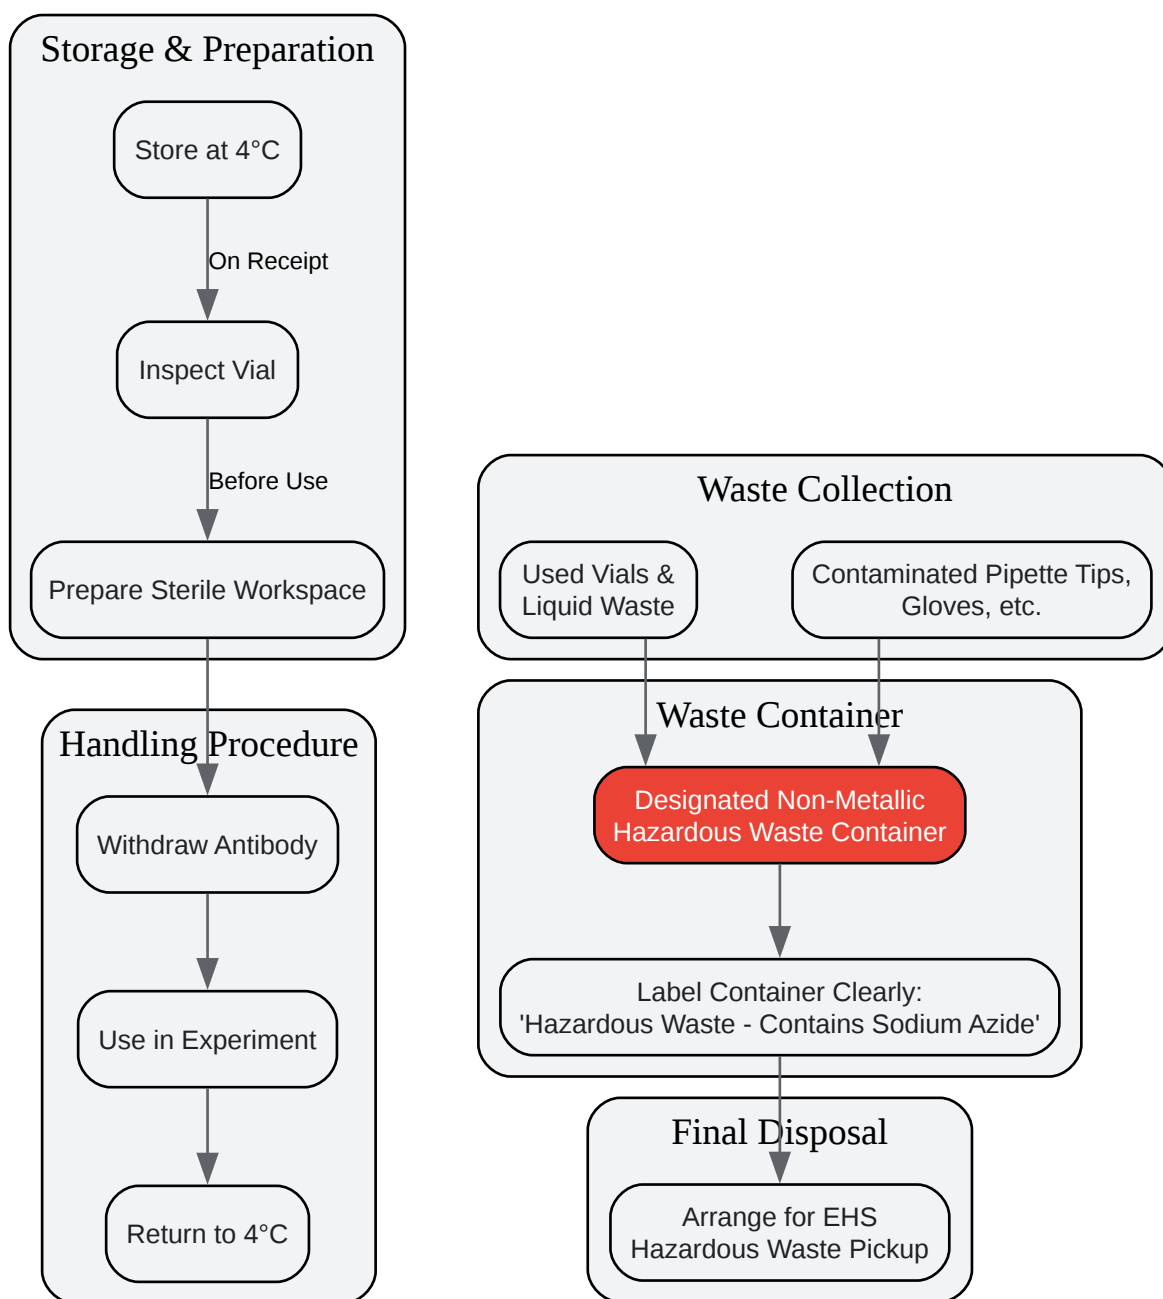 Storage & Preparation
Store at 4°C
On Receipt
Inspect Vial
Before Use
Prepare Sterile Workspace
Handling Procedure
Withdraw Antibody
Use in Experiment
Return to 4°C
Waste Collection
Used Vials &
Liquid Waste
Contaminated Pipette Tips,
Gloves, etc.
Waste Container
Designated Non-Metallic
Hazardous Waste Container
Label Container Clearly:
'Hazardous Waste - Contains Sodium Azide'
Final Disposal
Arrange for EHS
Hazardous Waste Pickup